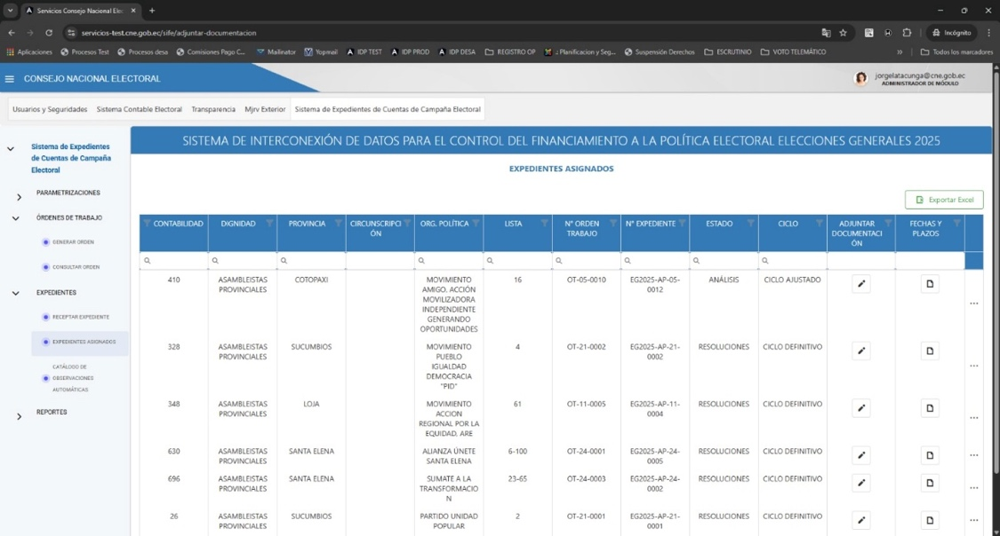 Servicios Consejo Nacional Elec
servicios-test.cne.gob.ec/sife/adjuntar-documentacion
Incógnito
Aplicaciones Procesos Test Procesos desa Comisiones Pago C... Mailinator Yopmail IDP TEST IDP PROD IDP DESA REGISTRO OP :: Planificacion y Seg... Suspensión Derechos ESCRUTINIO VOTO TELEMÁTICO » Todos los marcadores
CONSEJO NACIONAL ELECTORAL
jorgelatacunga@cne.gob.ec
ADMINISTRADOR DE MÓDULO
Usuarios y Seguridades Sistema Contable Electoral Transparencia Mjrv Exterior Sistema de Expedientes de Cuentas de Campaña Electoral
Sistema de Expedientes
de Cuentas de Campaña
Electoral
PARAMETRIZACIONES
ÓRDENES DE TRABAJO
GENERAR ORDEN
CONSULTAR ORDEN
EXPEDIENTES
RECEPTAR EXPEDIENTE
EXPEDIENTES ASIGNADOS
CATÁLOGO DE
OBSERVACIONES
AUTOMÁTICAS
REPORTES
SISTEMA DE INTERCONEXIÓN DE DATOS PARA EL CONTROL DEL FINANCIAMIENTO A LA POLÍTICA ELECTORAL ELECCIONES GENERALES 2025
EXPEDIENTES ASIGNADOS
Exportar Excel
CONTABILIDAD DIGNIDAD PROVINCIA CIRCUNSCRIPCI ORG. POLÍTICA LISTA N° ORDEN N° EXPEDIENTE ESTADO CICLO ADJUNTAR FECHAS Y
ÓN TRABAJO DOCUMENTACI PLAZOS
ÓN
410 ASAMBLEISTAS COTOPAXI MOVIMIENTO 16 OT-05-0010 EG2025-AP-05- ANÁLISIS CICLO AJUSTADO
PROVINCIALES AMIGO, ACCIÓN 0012
MOVILIZADORA
INDEPENDIENTE
GENERANDO
OPORTUNIDADES
...
328 ASAMBLEISTAS SUCUMBIOS MOVIMIENTO 4 OT-21-0002 EG2025-AP-21- RESOLUCIONES CICLO DEFINITIVO
PROVINCIALES PUEBLO 0002
IGUALDAD
DEMOCRACIA
"PID"
...
348 ASAMBLEISTAS LOJA MOVIMIENTO 61 OT-11-0005 EG2025-AP-11- RESOLUCIONES CICLO DEFINITIVO
PROVINCIALES ACCION 0004
REGIONAL POR LA
EQUIDAD, ARE
...
630 ASAMBLEISTAS SANTA ELENA ALIANZA ÚNETE 6-100 OT-24-0001 EG2025-AP-24- RESOLUCIONES CICLO DEFINITIVO
PROVINCIALES SANTA ELENA 0005
...
696 ASAMBLEISTAS SANTA ELENA SUMATE A LA 23-65 OT-24-0003 EG2025-AP-24- RESOLUCIONES CICLO DEFINITIVO
PROVINCIALES TRANSFORMACIO 0002
N
...
26 ASAMBLEISTAS SUCUMBIOS PARTIDO UNIDAD 2 OT-21-0001 EG2025-AP-21- RESOLUCIONES CICLO DEFINITIVO
PROVINCIALES POPULAR 0001
...